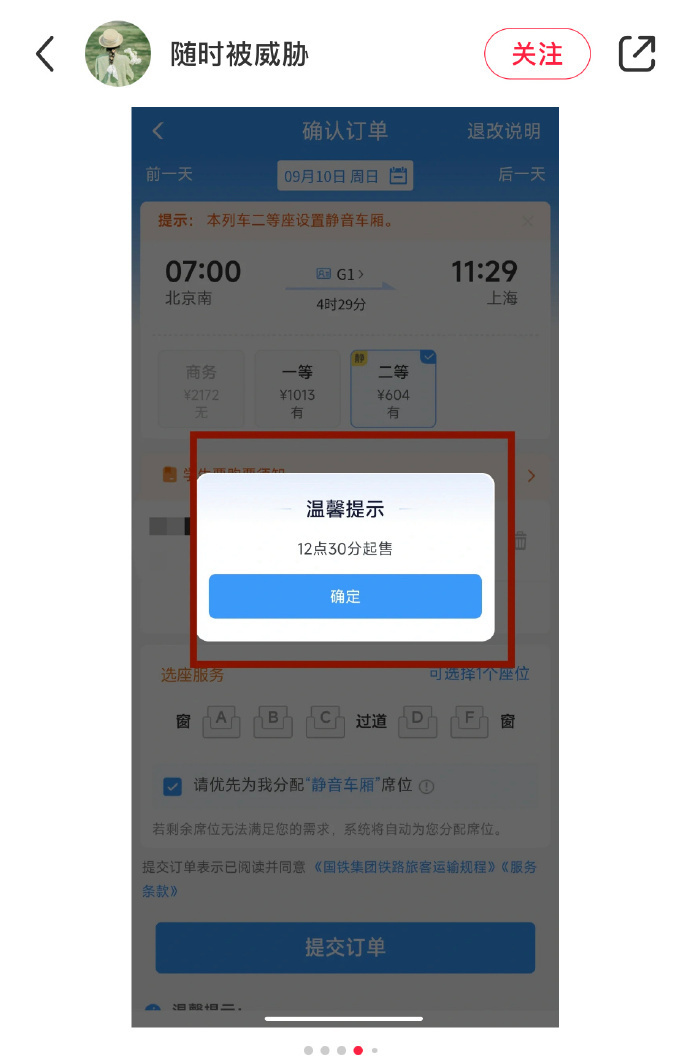 随时被威胁
关注
确认订单
退改说明
前一天
09月10日 周日
后一天
提示： 本列车二等座设置静音车厢。
07:00
G1
11:29
北京南
4时29分
上海
商务
¥2172
无
一等
¥1013
有
静
二等
¥604
有
温馨提示
12点30分起售
确定
选座服务
可选择1个座位
窗 A B C 过道 D F 窗
请优先为我分配“静音车厢”席位
若剩余席位无法满足您的需求，系统将自动为您分配席位。
提交订单表示已阅读并同意 《国铁集团铁路旅客运输规程》《服务
条款》
提交订单
温馨提示：